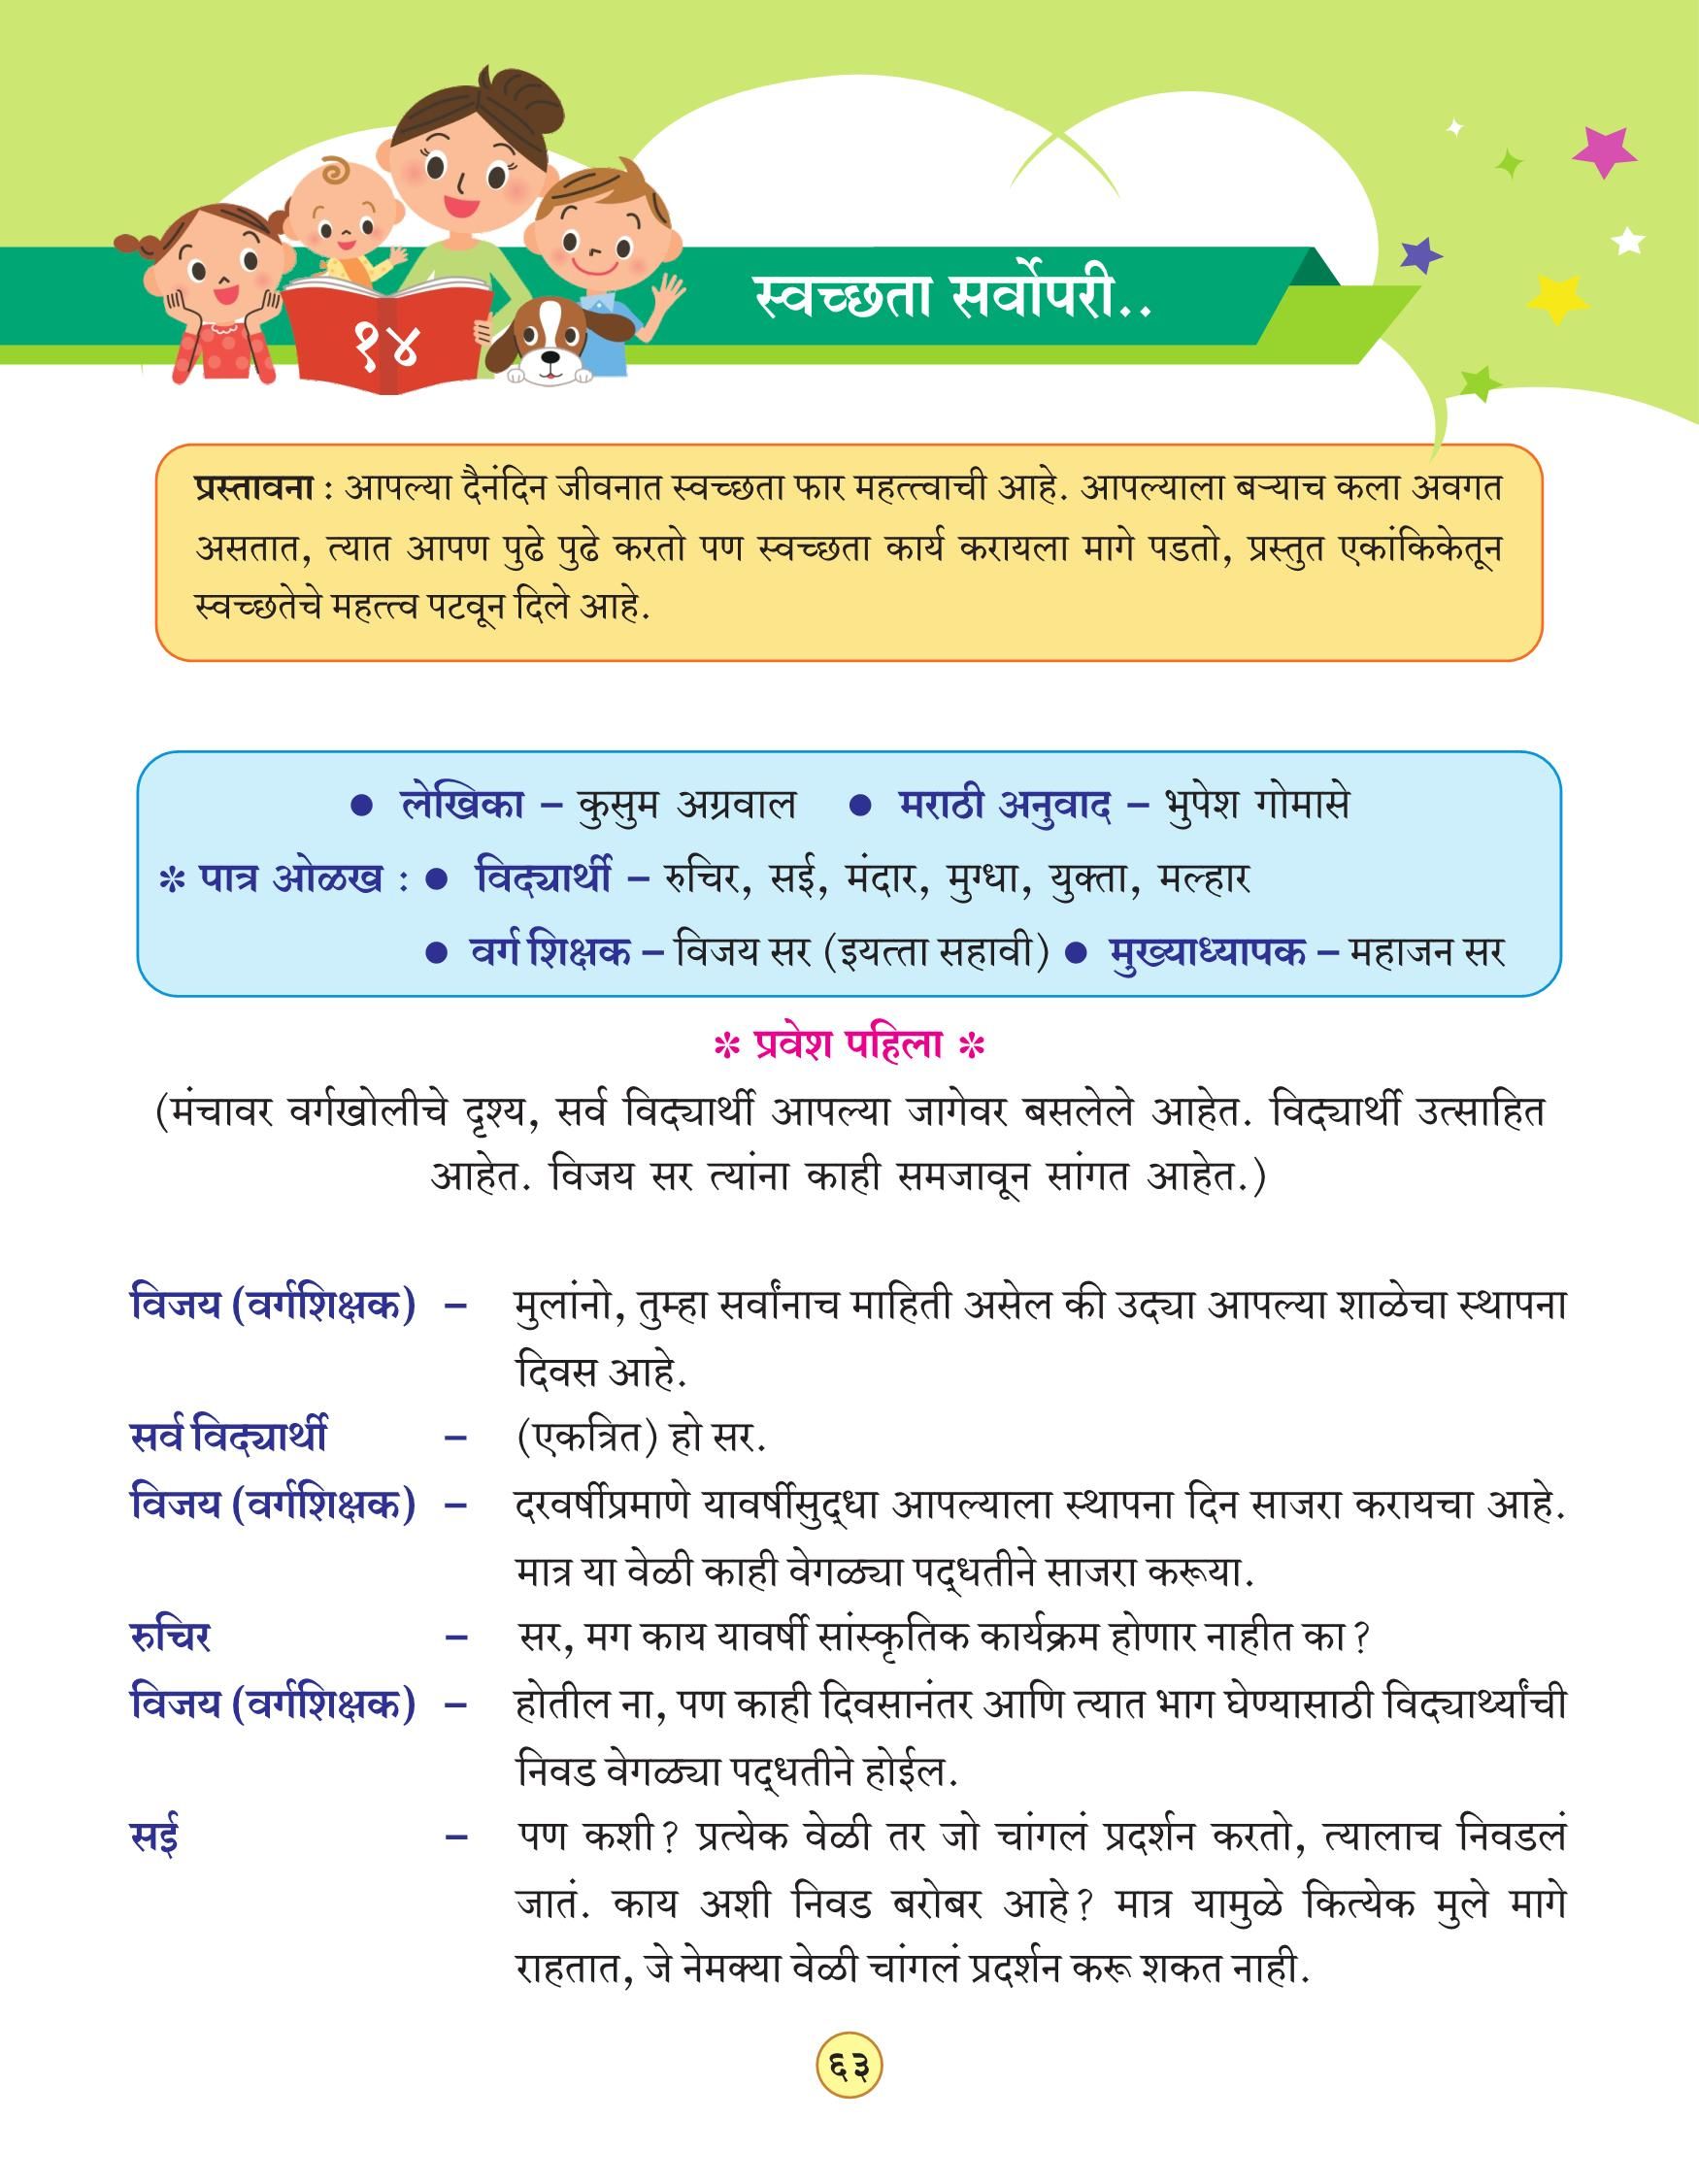 स्वच्छता सर्वोपरी..
१४
प्रस्तावना : आपल्या दैनंदिन जीवनात स्वच्छता फार महत्त्वाची आहे. आपल्याला बऱ्याच कला अवगत
असतात, त्यात आपण पुढे पुढे करतो पण स्वच्छता कार्य करायला मागे पडतो, प्रस्तुत एकांकिकेतून
स्वच्छतेचे महत्त्व पटवून दिले आहे.
● लेखिका – कुसुम अग्रवाल ● मराठी अनुवाद – भुपेश गोमासे
✻ पात्र ओळख : ● विद्यार्थी – रुचिर, सई, मंदार, मुग्धा, युक्ता, मल्हार
● वर्ग शिक्षक – विजय सर (इयत्ता सहावी) ● मुख्याध्यापक – महाजन सर
✻ प्रवेश पहिला ✻
(मंचावर वर्गखोलीचे दृश्य, सर्व विद्यार्थी आपल्या जागेवर बसलेले आहेत. विद्यार्थी उत्साहित
आहेत. विजय सर त्यांना काही समजावून सांगत आहेत.)
विजय (वर्गशिक्षक) – मुलांनो, तुम्हा सर्वांनाच माहिती असेल की उद्या आपल्या शाळेचा स्थापना
दिवस आहे.
सर्व विद्यार्थी – (एकत्रित) हो सर.
विजय (वर्गशिक्षक) – दरवर्षीप्रमाणे यावर्षीसुद्‌धा आपल्याला स्थापना दिन साजरा करायचा आहे.
मात्र या वेळी काही वेगळ्या पद्‌धतीने साजरा करूया.
रुचिर – सर, मग काय यावर्षी सांस्कृतिक कार्यक्रम होणार नाहीत का?
विजय (वर्गशिक्षक) – होतील ना, पण काही दिवसानंतर आणि त्यात भाग घेण्यासाठी विद्यार्थ्यांची
निवड वेगळ्या पद्‌धतीने होईल.
सई – पण कशी? प्रत्येक वेळी तर जो चांगलं प्रदर्शन करतो, त्यालाच निवडलं
जातं. काय अशी निवड बरोबर आहे? मात्र यामुळे कित्येक मुले मागे
राहतात, जे नेमक्या वेळी चांगलं प्रदर्शन करू शकत नाही.
६३